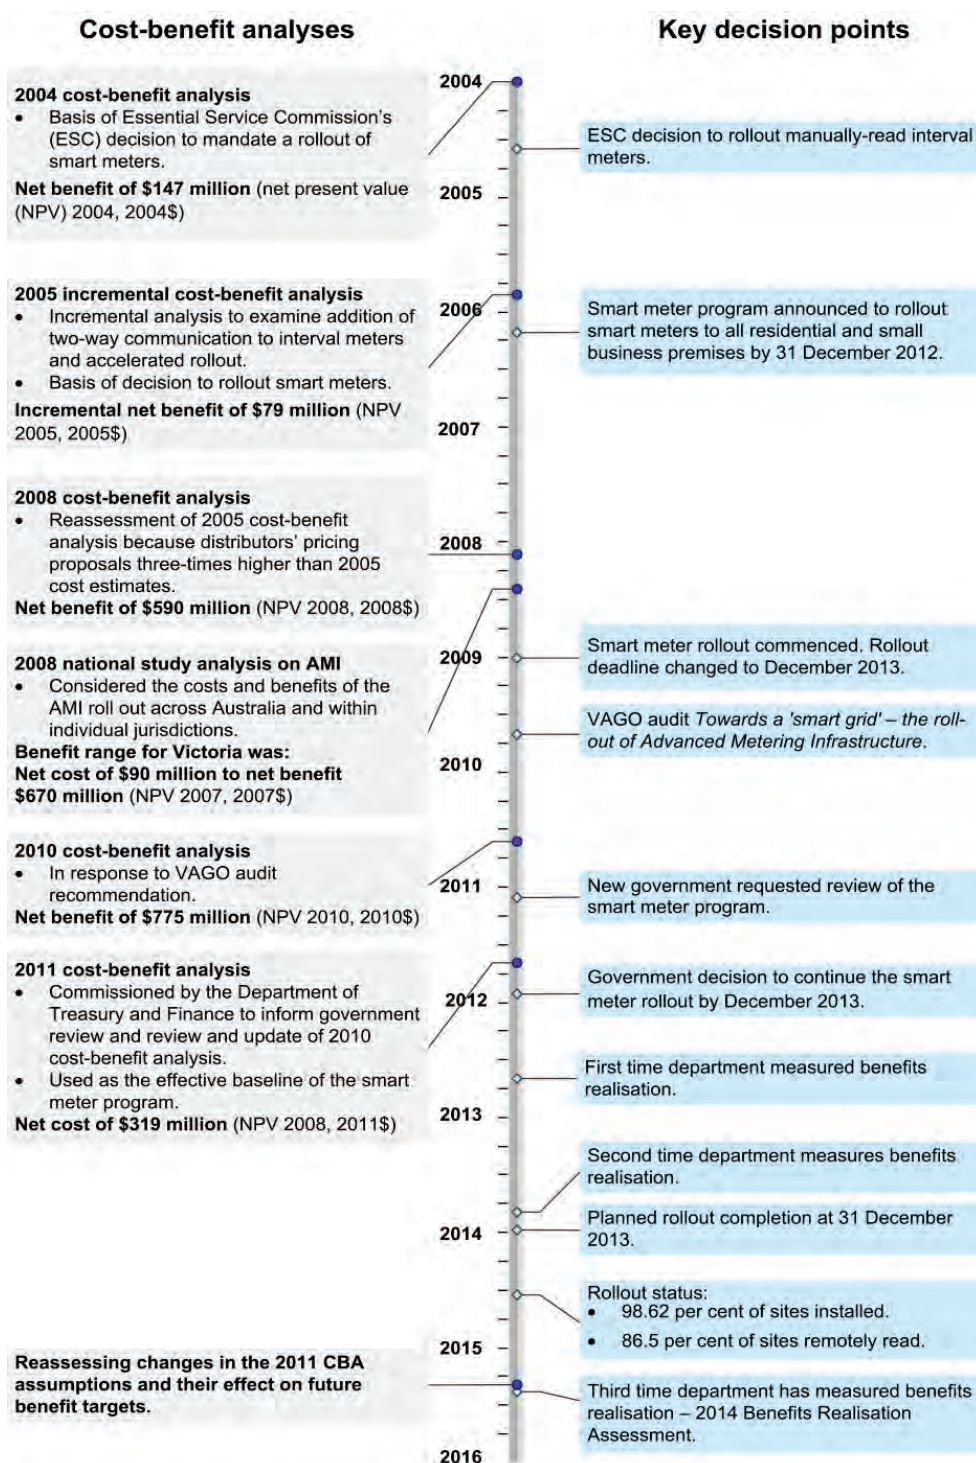 Cost-benefit analyses
2004 cost-benefit analysis
• Basis of Essential Service Commission's
(ESC) decision to mandate a rollout of
smart meters.
Net benefit of $147 million (net present value
(NPV) 2004, 2004$)
2005 incremental cost-benefit analysis
• Incremental analysis to examine addition of
two-way communication to interval meters
and accelerated rollout.
• Basis of decision to rollout smart meters.
Incremental net benefit of $79 million (NPV
2005, 2005$)
2008 cost-benefit analysis
• Reassessment of 2005 cost-benefit
analysis because distributors' pricing
proposals three-times higher than 2005
cost estimates.
Net benefit of $590 million (NPV 2008, 2008$)
2008 national study analysis on AMI
• Considered the costs and benefits of the
AMI roll out across Australia and within
individual jurisdictions.
Benefit range for Victoria was:
Net cost of $90 million to net benefit
$670 million (NPV 2007, 2007$)
2010 cost-benefit analysis
• In response to VAGO audit
recommendation.
Net benefit of $775 million (NPV 2010, 2010$)
2011 cost-benefit analysis
• Commissioned by the Department of
Treasury and Finance to inform government
review and review and update of 2010
cost-benefit analysis.
• Used as the effective baseline of the smart
meter program.
Net cost of $319 million (NPV 2008, 2011$)
Reassessing changes in the 2011 CBA
assumptions and their effect on future
benefit targets.
2004
2005
2006
2007
2008
2009
2010
2011
2012
2013
2014
2015
2016
Key decision points
ESC decision to rollout manually-read interval
meters.
Smart meter program announced to rollout
smart meters to all residential and small
business premises by 31 December 2012.
Smart meter rollout commenced. Rollout
deadline changed to December 2013.
VAGO audit Towards a 'smart grid' – the roll-
out of Advanced Metering Infrastructure.
New government requested review of the
smart meter program.
Government decision to continue the smart
meter rollout by December 2013.
First time department measured benefits
realisation.
Second time department measures benefits
realisation.
Planned rollout completion at 31 December
2013.
Rollout status:
• 98.62 per cent of sites installed.
• 86.5 per cent of sites remotely read.
Third time department has measured benefits
realisation – 2014 Benefits Realisation
Assessment.